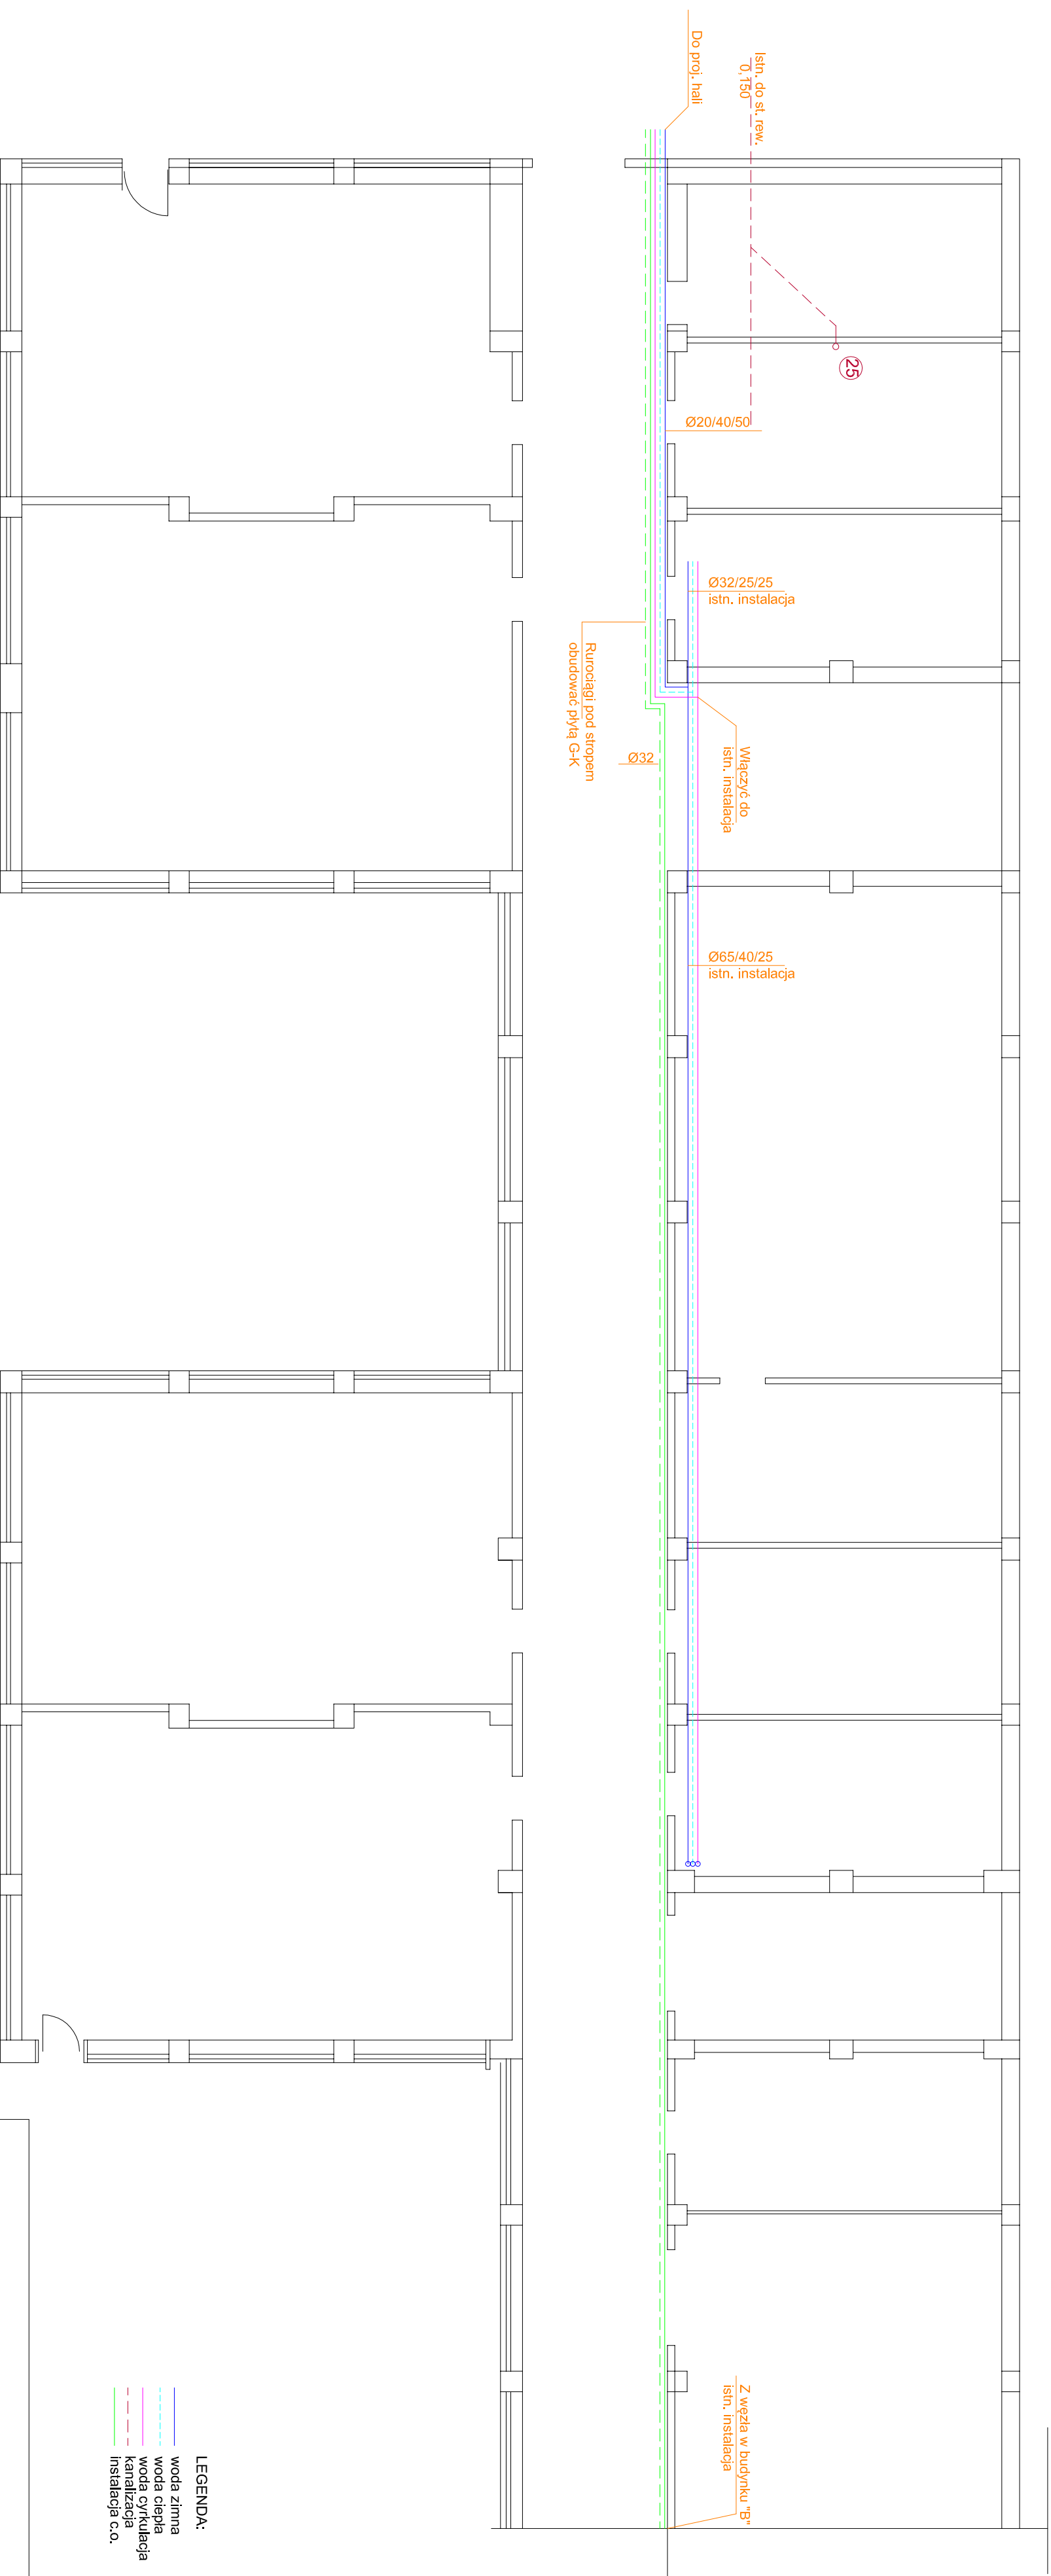 Do proj. hali
Istn. do st. rew.
0,150
25
Ø20/40/50
Ø32/25/25
istn. instalacja
Rurociągi pod stropem
obudować płytą G-K
Włączyć do
istn. instalacja
Ø32
Ø65/40/25
istn. instalacja
Z węzła w budynku "B"
istn. instalacja
LEGENDA:
woda zimna
woda ciepła
woda cyrkulacja
kanalizacja
instalacja c.o.